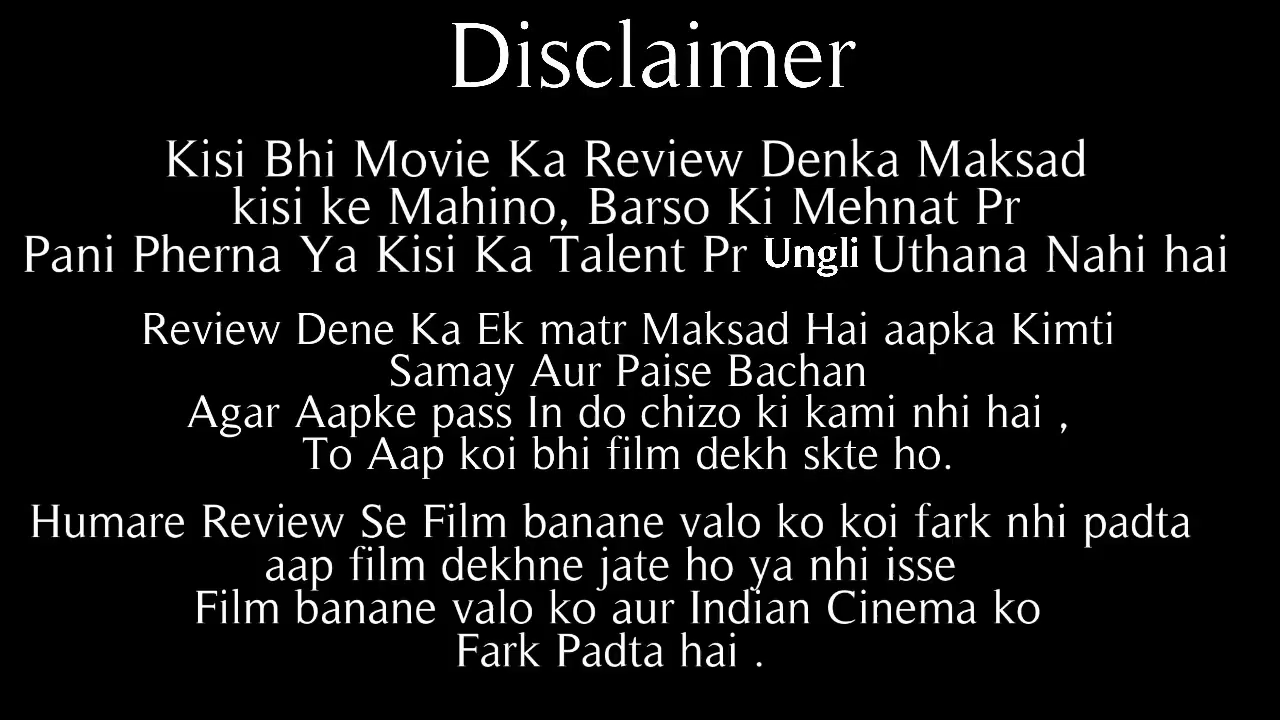 Disclaimer
Kisi Bhi Movie Ka Review Denka Maksad
kisi ke Mahino, Barso Ki Mehnat Pr
Pani Pherna Ya Kisi Ka Talent Pr Ungli Uthana Nahi hai
Review Dene Ka Ek matr Maksad Hai aapka Kimti
Samay Aur Paise Bachan
Agar Aapke pass In do chizo ki kami nhi hai ,
To Aap koi bhi film dekh skte ho.
Humare Review Se Film banane valo ko koi fark nhi padta
aap film dekhne jate ho ya nhi isse
Film banane valo ko aur Indian Cinema ko
Fark Padta hai .